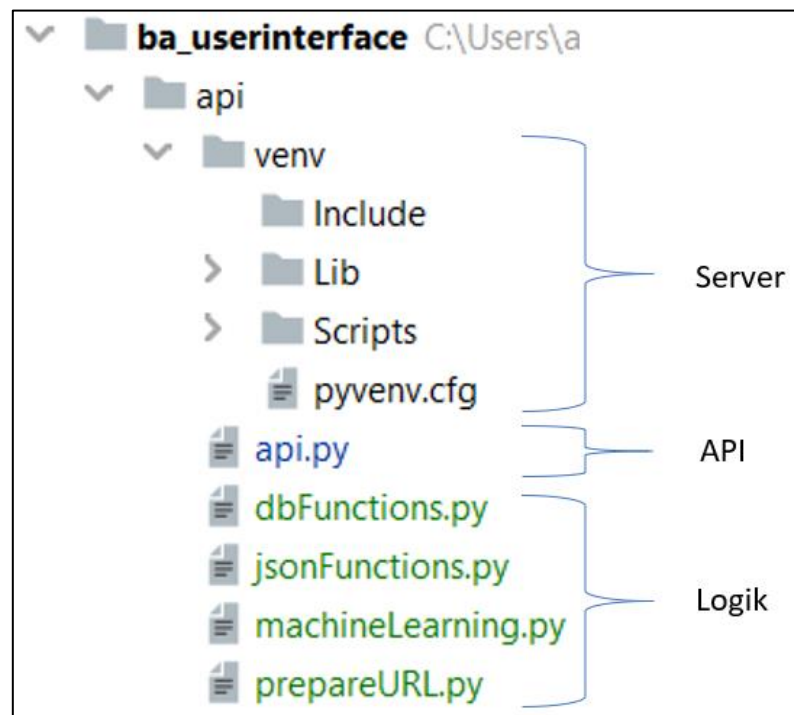 ba_userinterface C:\Users\a
api
venv
Include
Lib
Scripts
pyvenv.cfg
Server
api.py
API
dbFunctions.py
jsonFunctions.py
machineLearning.py
prepareURL.py
Logik